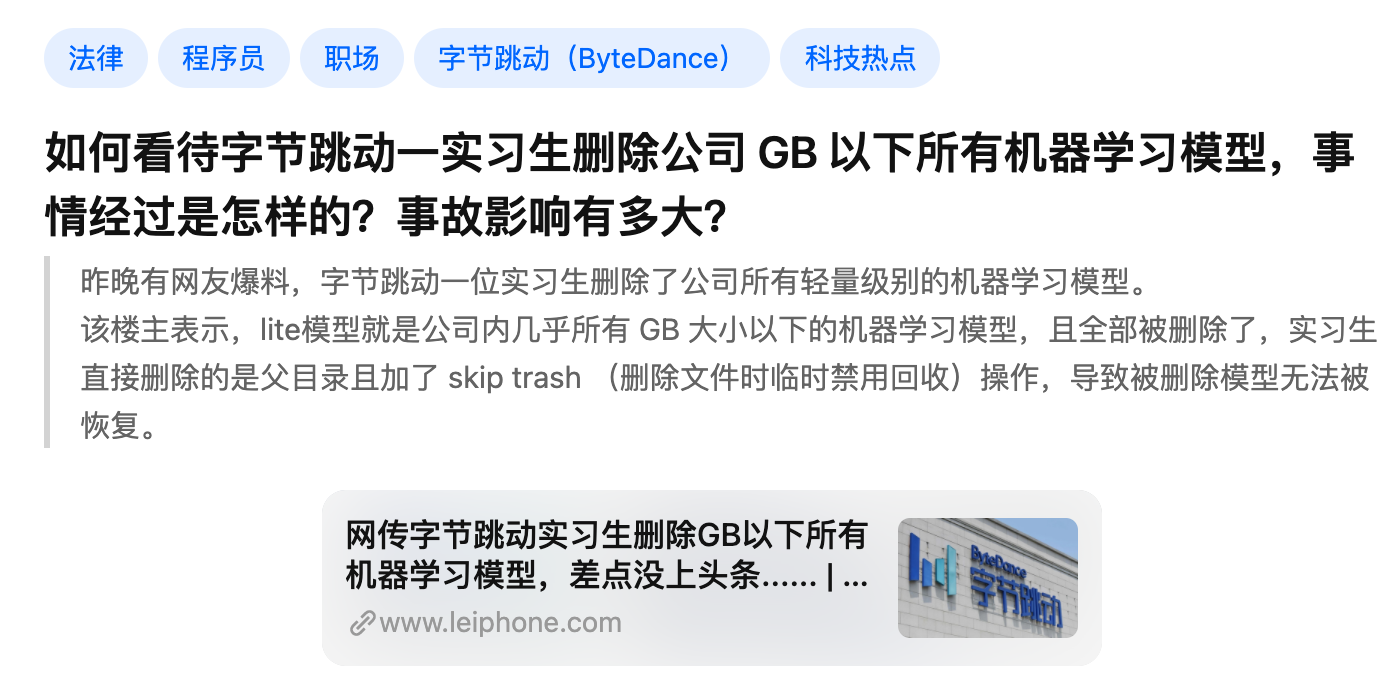 法律 程序员 职场 字节跳动（ByteDance） 科技热点
如何看待字节跳动一实习生删除公司 GB 以下所有机器学习模型，事
情经过是怎样的？事故影响有多大？
昨晚有网友爆料，字节跳动一位实习生删除了公司所有轻量级别的机器学习模型。
该楼主表示，lite模型就是公司内几乎所有 GB 大小以下的机器学习模型，且全部被删除了，实习生
直接删除的是父目录且加了 skip trash （删除文件时临时禁用回收）操作，导致被删除模型无法被
恢复。
网传字节跳动实习生删除GB以下所有
机器学习模型，差点没上头条...... | ...
www.leiphone.com
ByteDance
字节跳动